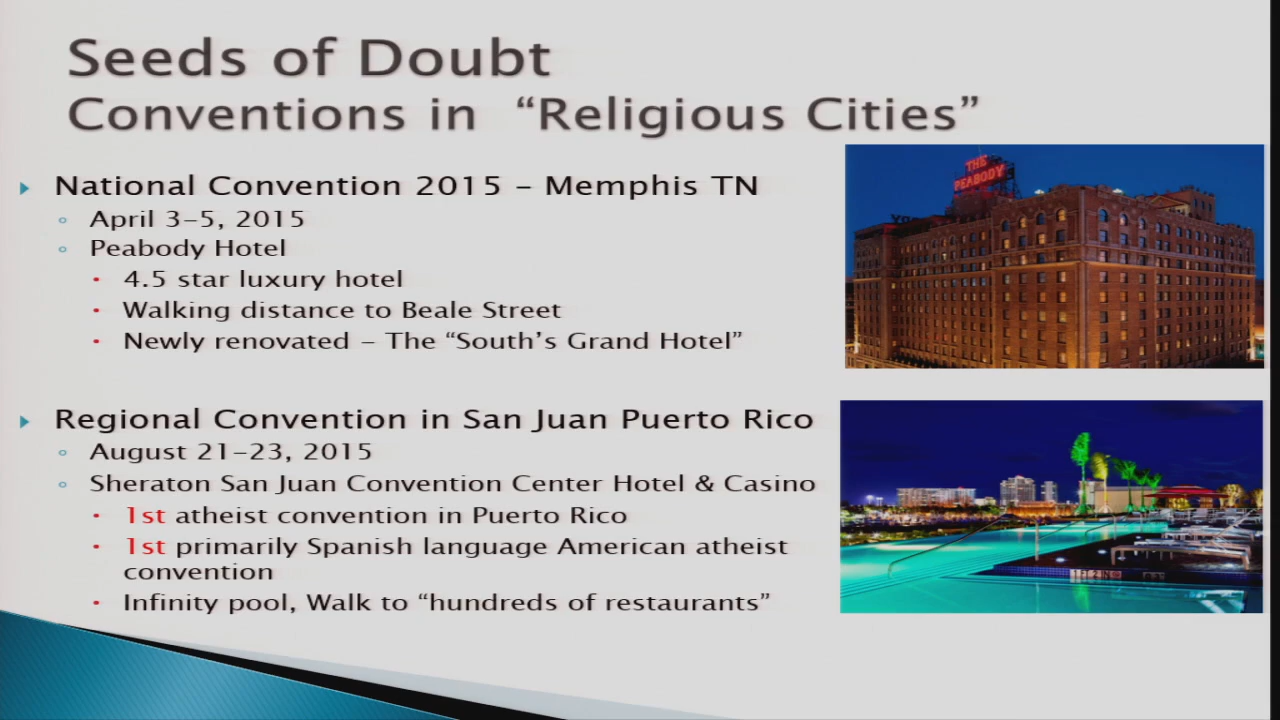 Seeds of Doubt
Conventions in “Religious Cities”
National Convention 2015 – Memphis TN
April 3–5, 2015
Peabody Hotel
4.5 star luxury hotel
Walking distance to Beale Street
Newly renovated – The “South’s Grand Hotel”
THE
PEABODY
Regional Convention in San Juan Puerto Rico
August 21–23, 2015
Sheraton San Juan Convention Center Hotel & Casino
1st atheist convention in Puerto Rico
1st primarily Spanish language American atheist
convention
Infinity pool, Walk to “hundreds of restaurants”